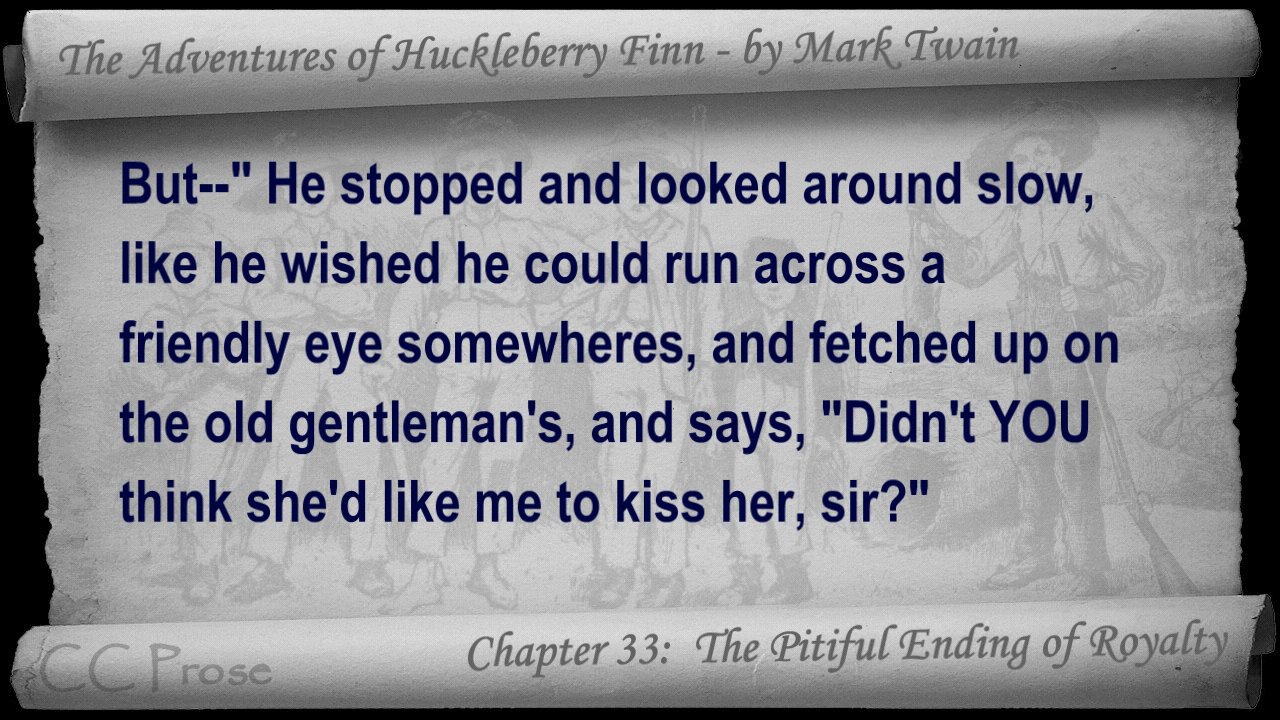 The Adventures of Huckleberry Finn - by Mark Twain
But--" He stopped and looked around slow,
like he wished he could run across a
friendly eye somewheres, and fetched up on
the old gentleman's, and says, "Didn't YOU
think she'd like me to kiss her, sir?"
CC Prose
Chapter 33: The Pitiful Ending of Royalty